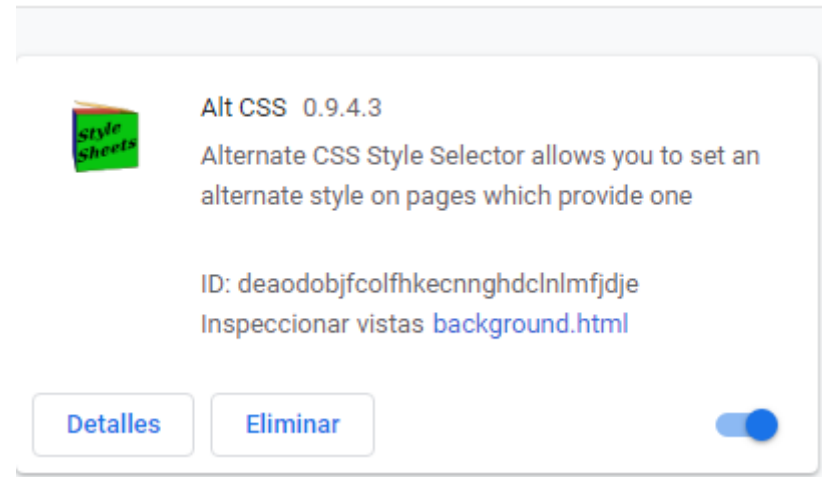 Style
Sheets
Alt CSS 0.9.4.3
Alternate CSS Style Selector allows you to set an
alternate style on pages which provide one
ID: deaodobjfcolfhkecnnghdclnlmfjdje
Inspeccionar vistas background.html
Detalles Eliminar